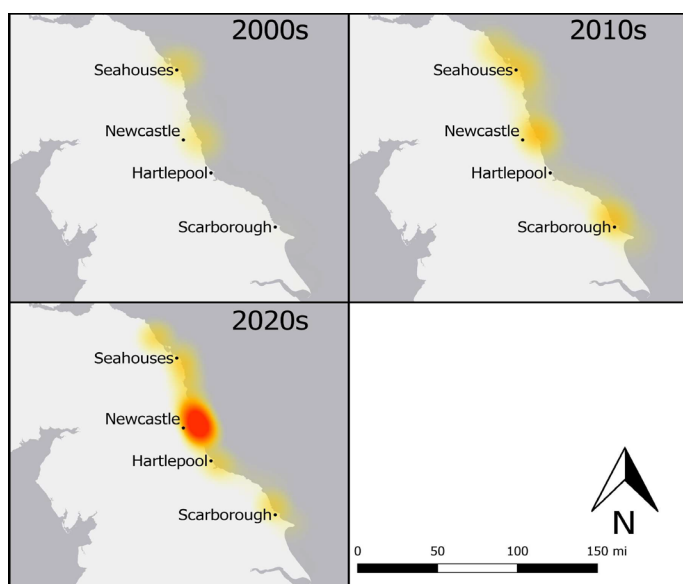 2000s
Seahouses
Newcastle
Hartlepool
Scarborough
2010s
Seahouses
Newcastle
Hartlepool
Scarborough
2020s
Seahouses
Newcastle
Hartlepool
Scarborough
N
0 50 100 150 mi